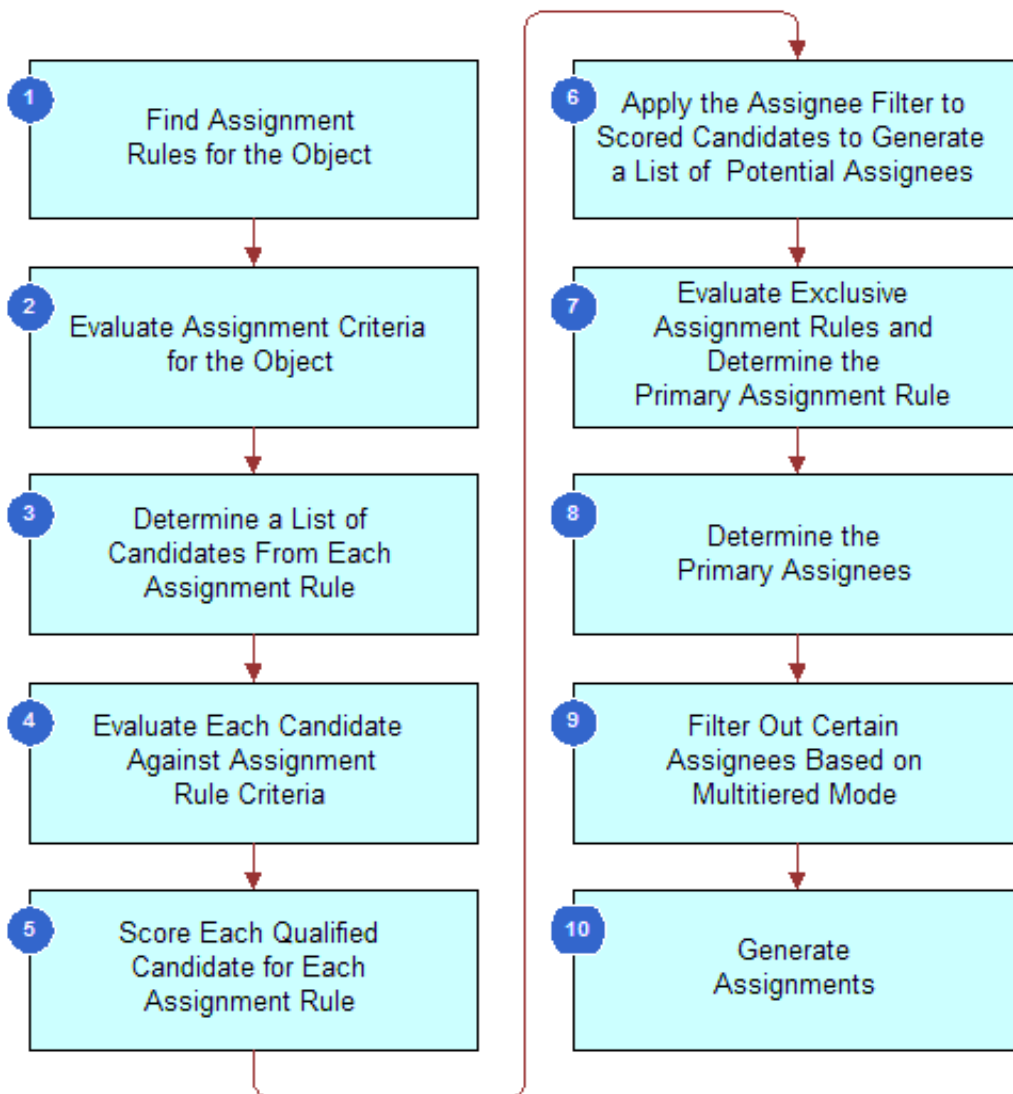 1
Find Assignment
Rules for the Object
2
Evaluate Assignment Criteria
for the Object
3
Determine a List of
Candidates From Each
Assignment Rule
4
Evaluate Each Candidate
Against Assignment
Rule Criteria
5
Score Each Qualified
Candidate for Each
Assignment Rule
6
Apply the Assignee Filter to
Scored Candidates to Generate
a List of Potential Assignees
7
Evaluate Exclusive
Assignment Rules and
Determine the
Primary Assignment Rule
8
Determine the
Primary Assignees
9
Filter Out Certain
Assignees Based on
Multitiered Mode
10
Generate
Assignments